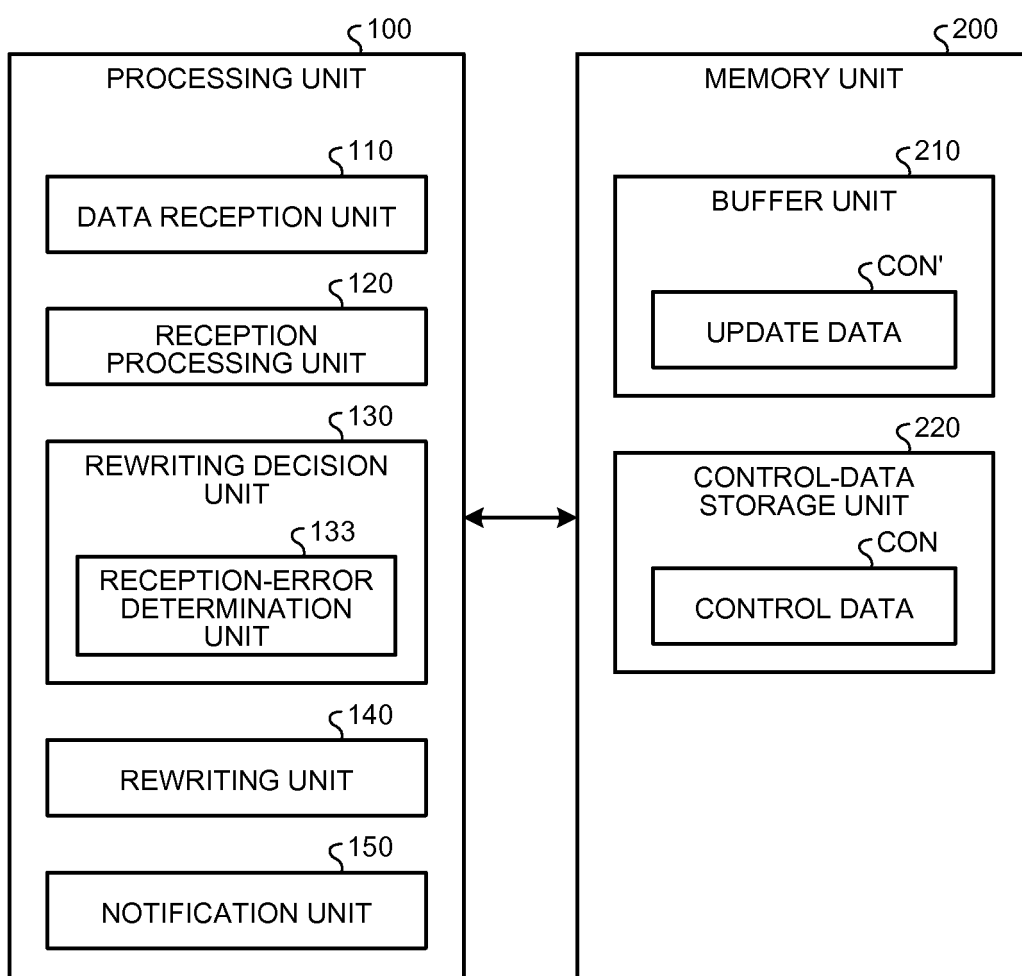 100
PROCESSING UNIT
110
DATA RECEPTION UNIT
120
RECEPTION
PROCESSING UNIT
130
REWRITING DECISION
UNIT
133
RECEPTION-ERROR
DETERMINATION
UNIT
140
REWRITING UNIT
150
NOTIFICATION UNIT
200
MEMORY UNIT
210
BUFFER UNIT
CON'
UPDATE DATA
220
CONTROL-DATA
STORAGE UNIT
CON
CONTROL DATA